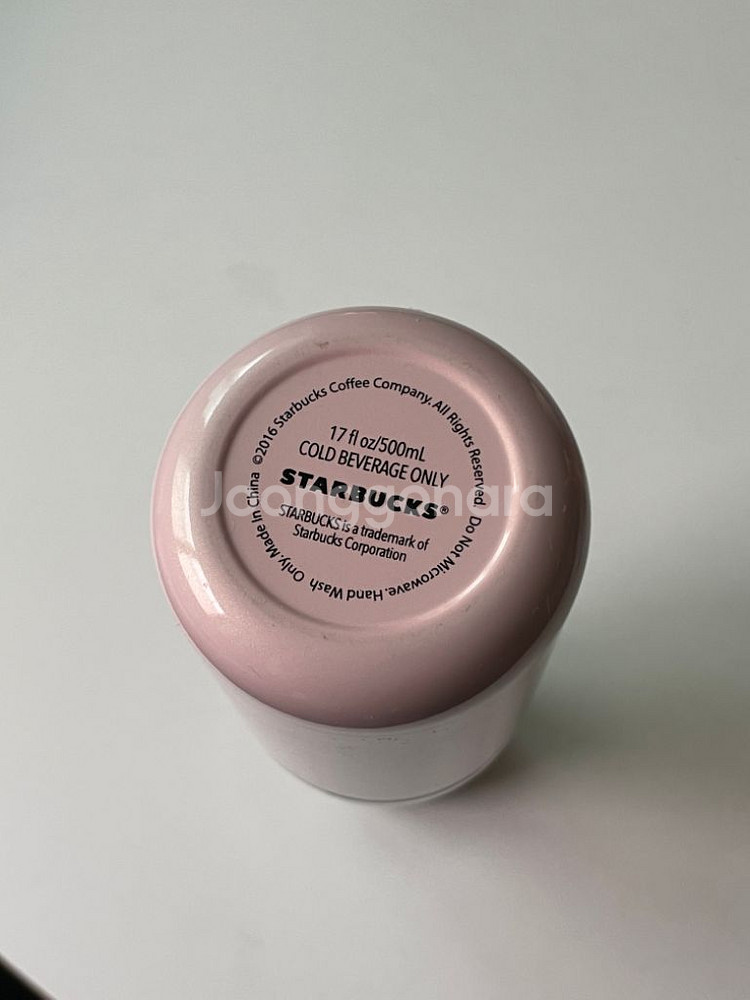 ©2016 Starbucks Coffee Company. All Rights Reserved Do Not Microwave. Hand Wash Only. Made In China
17 fl oz/500mL
COLD BEVERAGE ONLY
STARBUCKS®
STARBUCKS is a trademark of
Starbucks Corporation
Joonggonara